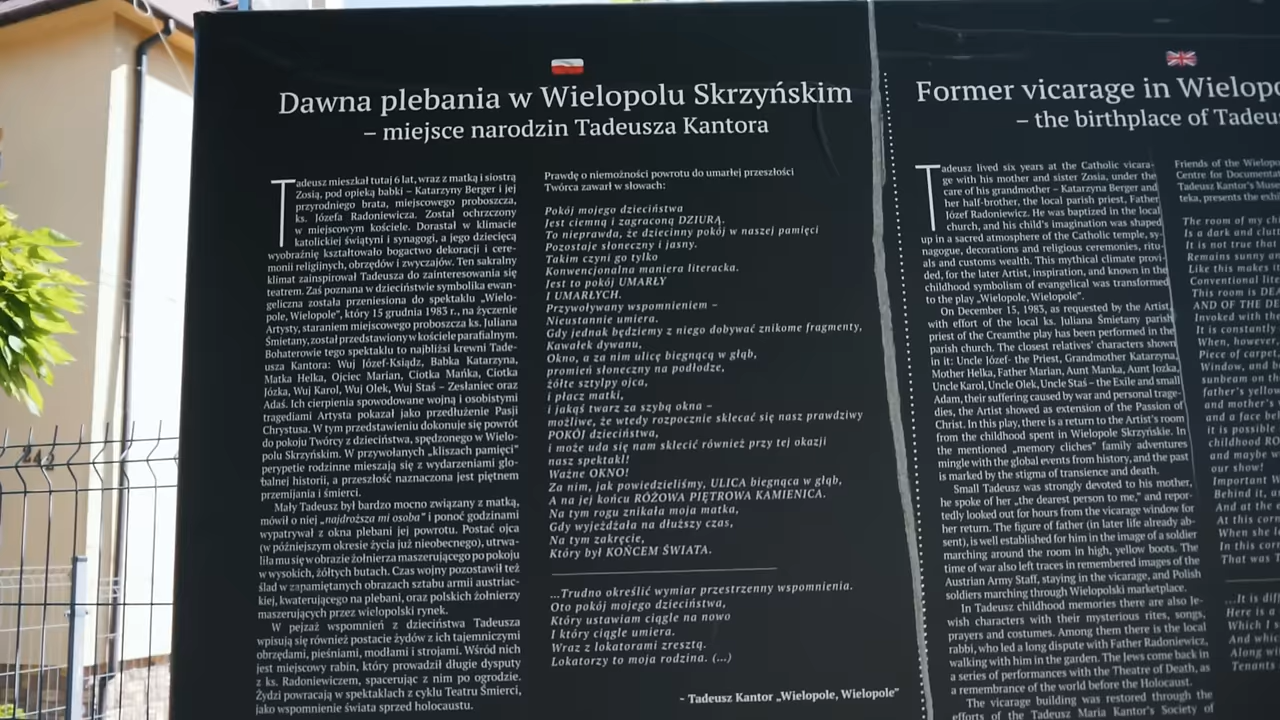 Dawna plebania w Wielopolu Skrzyńskim
– miejsce narodzin Tadeusza Kantora
Tadeusz mieszkał tutaj 6 lat, wraz z matką i siostrą
Zosią, pod opieką babki – Katarzyny Berger i jej
przyrodniego brata, miejscowego proboszcza,
ks. Józefa Radoniewicza. Został ochrzczony
w miejscowym kościele. Dorastał w klimacie
katolickiej świątyni i synagogi, a jego dziecięcą
wyobraźnię kształtowało bogactwo dekoracji i cere-
monii religijnych, obrzędów i zwyczajów. Ten sakralny
klimat zainspirował Tadeusza do zainteresowania się
teatrem. Zaś poznana w dzieciństwie symbolika ewan-
geliczna została przeniesiona do spektaklu „Wielo-
pole, Wielopole", który 15 grudnia 1983 r., na życzenie
Artysty, staraniem miejscowego proboszcza ks. Juliana
Śmietany, został przedstawiony w kościele parafialnym.
Bohaterowie tego spektaklu to najbliżsi krewni Tade-
usza Kantora: Wuj Józef-Ksiądz, Babka Katarzyna,
Matka Helka, Ojciec Marian, Ciotka Mańka, Ciotka
Józka, Wuj Karol, Wuj Olek, Wuj Staś – Zesłaniec oraz
Adaś. Ich cierpienia spowodowane wojną i osobistymi
tragediami Artysta pokazał jako przedłużenie Pasji
Chrystusa. W tym przedstawieniu dokonuje się powrót
do pokoju Twórcy z dzieciństwa, spędzonego w Wielo-
polu Skrzyńskim. W przywołanych „kliszach pamięci"
perypetie rodzinne mieszają się z wydarzeniami glo-
balnej historii, a przeszłość naznaczona jest piętnem
przemijania i śmierci.
Mały Tadeusz był bardzo mocno związany z matką,
mówił o niej „najdroższa mi osoba" i ponoć godzinami
wypatrywał z okna plebani jej powrotu. Postać ojca
(w późniejszym okresie życia już nieobecnego), utrwa-
liła mu się w obrazie żołnierza maszerującego po pokoju
w wysokich, żółtych butach. Czas wojny pozostawił też
ślad w zapamiętanych obrazach sztabu armii austriac-
kiej, kwaterującego na plebani, oraz polskich żołnierzy
maszerujących przez wielopolski rynek.
W pejzaż wspomnień z dzieciństwa Tadeusza
wpisują się również postacie żydów z ich tajemniczymi
obrzędami, pieśniami, modłami i strojami. Wśród nich
jest miejscowy rabin, który prowadził długie dysputy
z ks. Radoniewiczem, spacerując z nim po ogrodzie.
Żydzi powracają w spektaklach z cyklu Teatru Śmierci,
jako wspomnienie świata sprzed holocaustu.
Prawdę o niemożności powrotu do umarłej przeszłości
Twórca zawarł w słowach:
Pokój mojego dzieciństwa
Jest ciemną i zagraconą DZIURĄ.
To nieprawda, że dziecinny pokój w naszej pamięci
Pozostaje słoneczny i jasny.
Takim czyni go tylko
Konwencjonalna maniera literacka.
Jest to pokój UMARŁY
I UMARŁYCH.
Przywoływany wspomnieniem –
Nieustannie umiera.
Gdy jednak będziemy z niego dobywać znikome fragmenty,
Kawałek dywanu,
Okno, a za nim ulicę biegnącą w głąb,
promień słoneczny na podłodze,
żółte sztylpy ojca,
i płacz matki,
i jakąś twarz za szybą okna –
możliwe, że wtedy rozpocznie sklecać się nasz prawdziwy
POKÓJ dzieciństwa,
i może uda się nam sklecić również przy tej okazji
nasz spektakl!
Ważne OKNO!
Za nim, jak powiedzieliśmy, ULICA biegnąca w głąb,
A na jej końcu RÓŻOWA PIĘTROWA KAMIENICA.
Na tym rogu znikała moja matka,
Gdy wyjeżdżała na dłuższy czas,
Na tym zakręcie,
Który był KOŃCEM ŚWIATA.
...Trudno określić wymiar przestrzenny wspomnienia.
Oto pokój mojego dzieciństwa,
Który ustawiam ciągle na nowo
I który ciągle umiera.
Wraz z lokatorami zresztą.
Lokatorzy to moja rodzina. (...)
- Tadeusz Kantor „Wielopole, Wielopole"
Former vicarage in
– the birthplace of
Tadeusz lived six years at the Catholic vicara-
ge with his mother and sister Zosia, under the
care of his grandmother – Katarzyna Berger and
her half-brother, the local parish priest, Father
Józef Radoniewicz. He was baptized in the local
church, and his child's imagination was shaped
up in a sacred atmosphere of the Catholic temple, sy-
nagogue, decorations and religious ceremonies, ritu-
als and customs wealth. This mythical climate provi-
ded, for the later Artist, inspiration, and known in the
childhood symbolism of evangelical was transformed
to the play „Wielopole, Wielopole".
On December 15, 1983, as requested by the Artist,
with effort of the local ks. Juliana Śmietany parish
priest of the Creamthe play has been performed in the
parish church. The closest relatives' characters shown
in it: Uncle Józef- the Priest, Grandmother Katarzyna,
Mother Helka, Father Marian, Aunt Manka, Aunt Jozka,
Uncle Karol, Uncle Olek, Uncle Staś – the Exile and small
Adam, their suffering caused by war and personal trage-
dies, the Artist showed as extension of the Passion of
Christ. In this play, there is a return to the Artist's room
from the childhood spent in Wielopole Skrzyńskie. In
the mentioned „memory cliches" family adventures
mingle with the global events from history, and the past
is marked by the stigma of transience and death.
Small Tadeusz was strongly devoted to his mother,
he spoke of her „the dearest person to me," and repor-
tedly looked out for hours from the vicarage window for
her return. The figure of father (in later life already ab-
sent), is well established for him in the image of a soldier
marching around the room in high, yellow boots. The
time of war also left traces in remembered images of the
Austrian Army Staff, staying in the vicarage, and Polish
soldiers marching through Wielopolski marketplace.
In Tadeusz childhood memories there are also Je-
wish characters with their mysterious rites, songs,
prayers and costumes. Among them there is the local
rabbi, who led a long dispute with Father Radoniewicz,
walking with him in the garden. The Jews come back in
a series of performances with the Theatre of Death, as
a remembrance of the world before the Holocaust.
The vicarage building was restored through the
efforts of the Tadeusz Maria Kantor's Society of
Friends of the
Centre for
Tadeusz Kantor's
teka, presents the
The room of my
Is a dark and
It is not true that
Remains sunny
Like this makes
Conventional
This room is
AND OF THE
Invoked with
It is constantly
When, however,
Piece of carpet,
Window, and
sunbeam on
father's yellow
and mother's
and a face
it is possible
childhood
and maybe
our show!
Important
Behind it,
And at the
At this
When she
In this
That was
...It is
Here is a
Which I
And
Along
Tenants